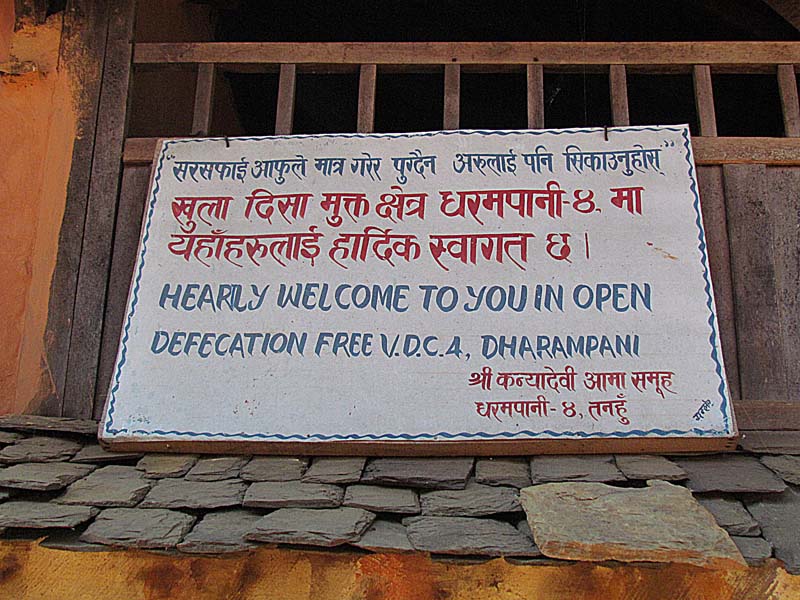 "सरसफाई आफुले मात्र गरेर पुग्दैन अरुलाई पनि सिकाउनुहोस्"
खुला दिसा मुक्त क्षेत्र धरमपानी-४, मा
यहाँहरुलाई हार्दिक स्वागत छ।
HEARILY WELCOME TO YOU IN OPEN
DEFECATION FREE V.D.C.4, DHARAMPANI
श्री कन्यादेवी आमा समूह
धरमपानी-४, तनहुँ